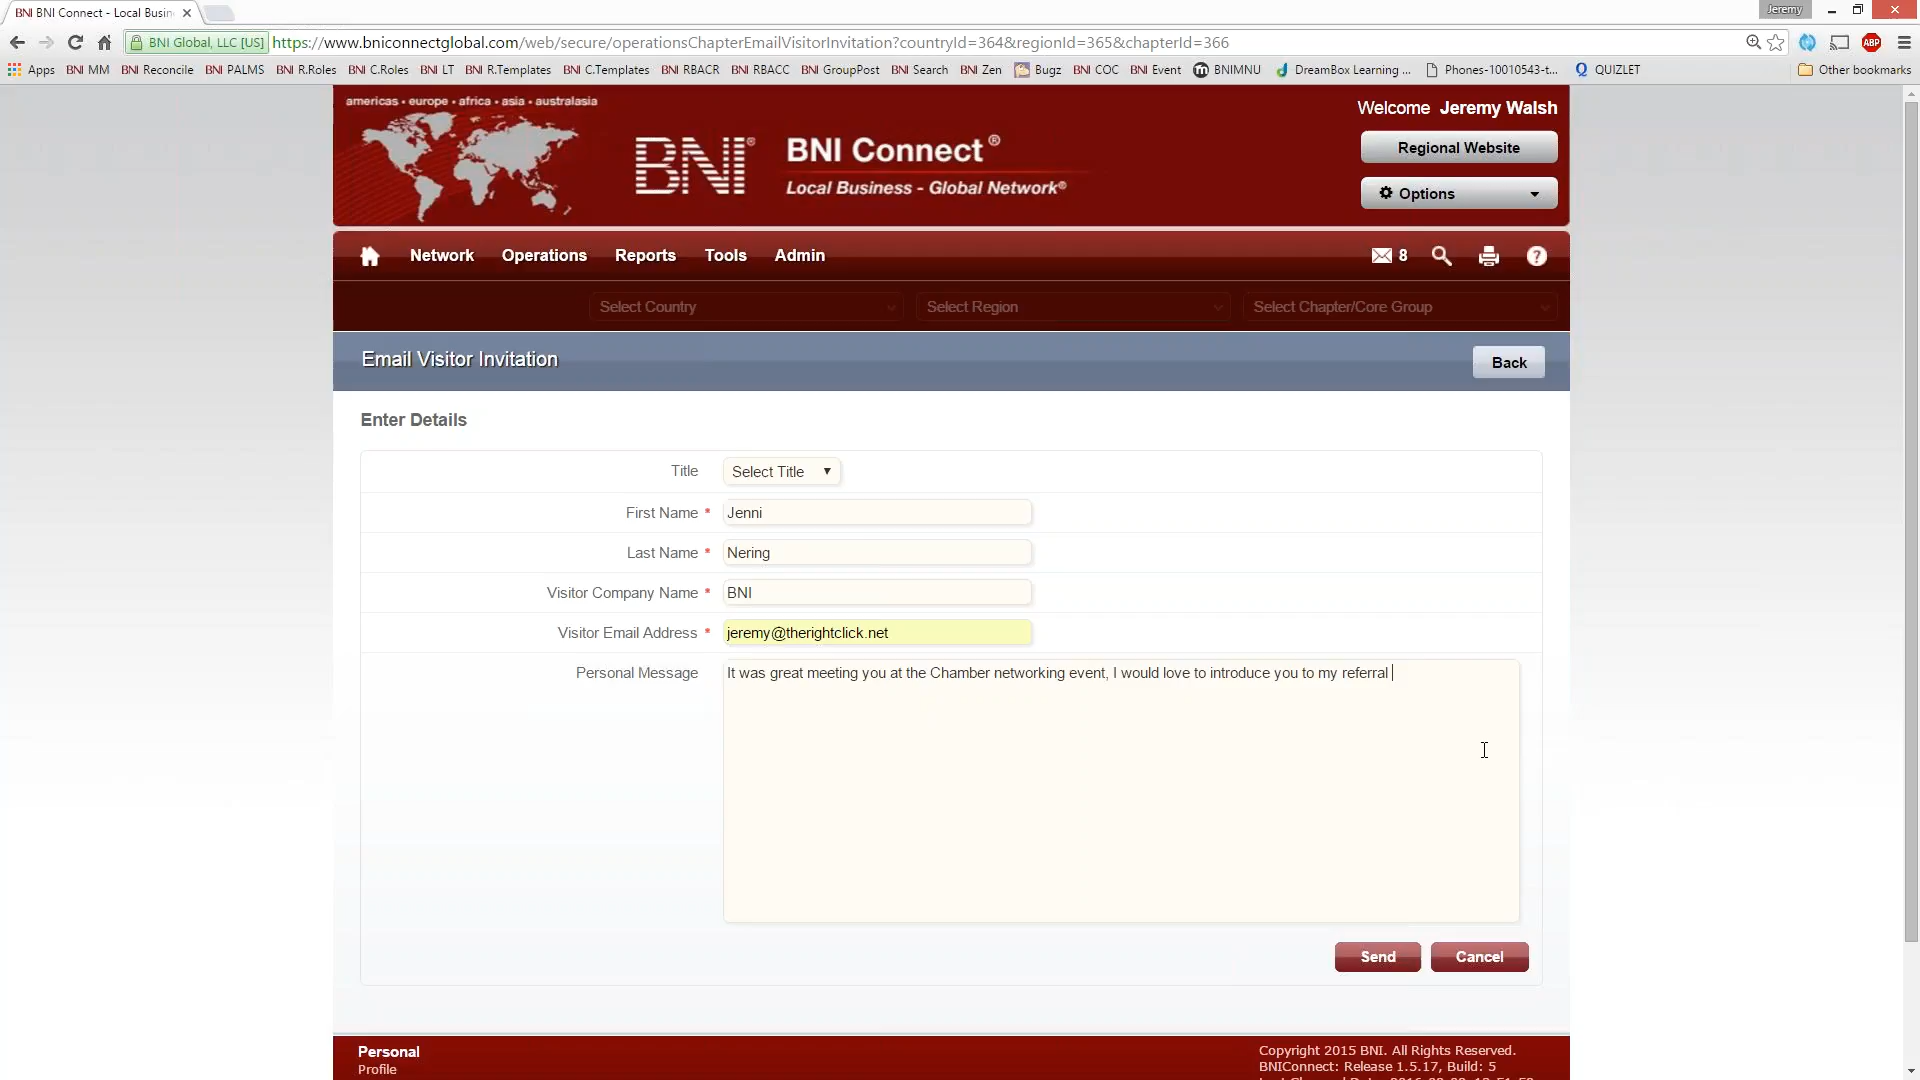 BNI BNI Connect - Local Busin
Jeremy
BNI Global, LLC [US]
https://www.bniconnectglobal.com/web/secure/operationsChapterEmailVisitorInvitation?countryId=364&regionId=365&chapterId=366
ABP
Apps BNI MM BNI Reconcile BNI PALMS BNI R.Roles BNI C.Roles BNI LT BNI R.Templates BNI C.Templates BNI RBACR BNI RBACC BNI GroupPost BNI Search BNI Zen Bugz BNI COC BNI Event m BNIMNU DreamBox Learning ... Phones-10010543-t... Q QUIZLET Other bookmarks
americas • europe • africa • asia • australasia
Welcome Jeremy Walsh
BNI® BNI Connect®
Local Business - Global Network®
Regional Website
Options
Network Operations Reports Tools Admin 8 ?
Select Country Select Region Select Chapter/Core Group
Email Visitor Invitation
Back
Enter Details
Title Select Title
First Name * Jenni
Last Name * Nering
Visitor Company Name * BNI
Visitor Email Address * jeremy@therightclick.net
Personal Message It was great meeting you at the Chamber networking event, I would love to introduce you to my referral
Send Cancel
Personal
Profile
Copyright 2015 BNI. All Rights Reserved.
BNIConnect: Release 1.5.17, Build: 5